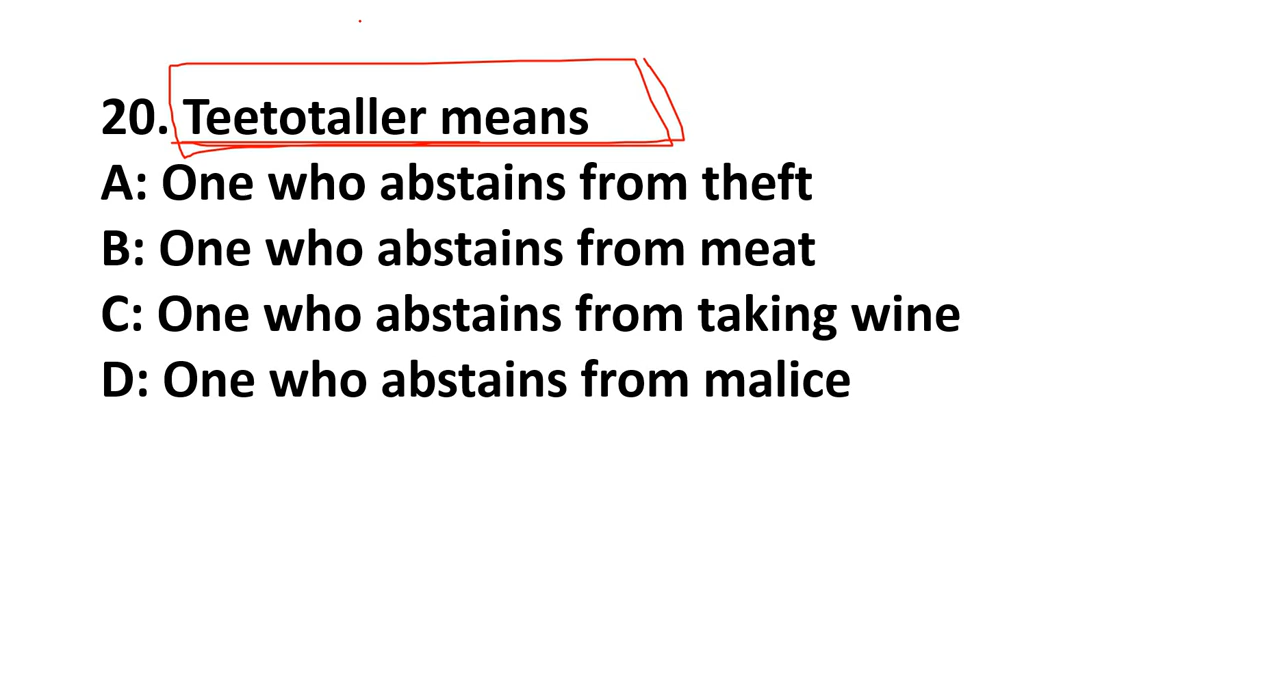 20. Teetotaller means
A: One who abstains from theft
B: One who abstains from meat
C: One who abstains from taking wine
D: One who abstains from malice